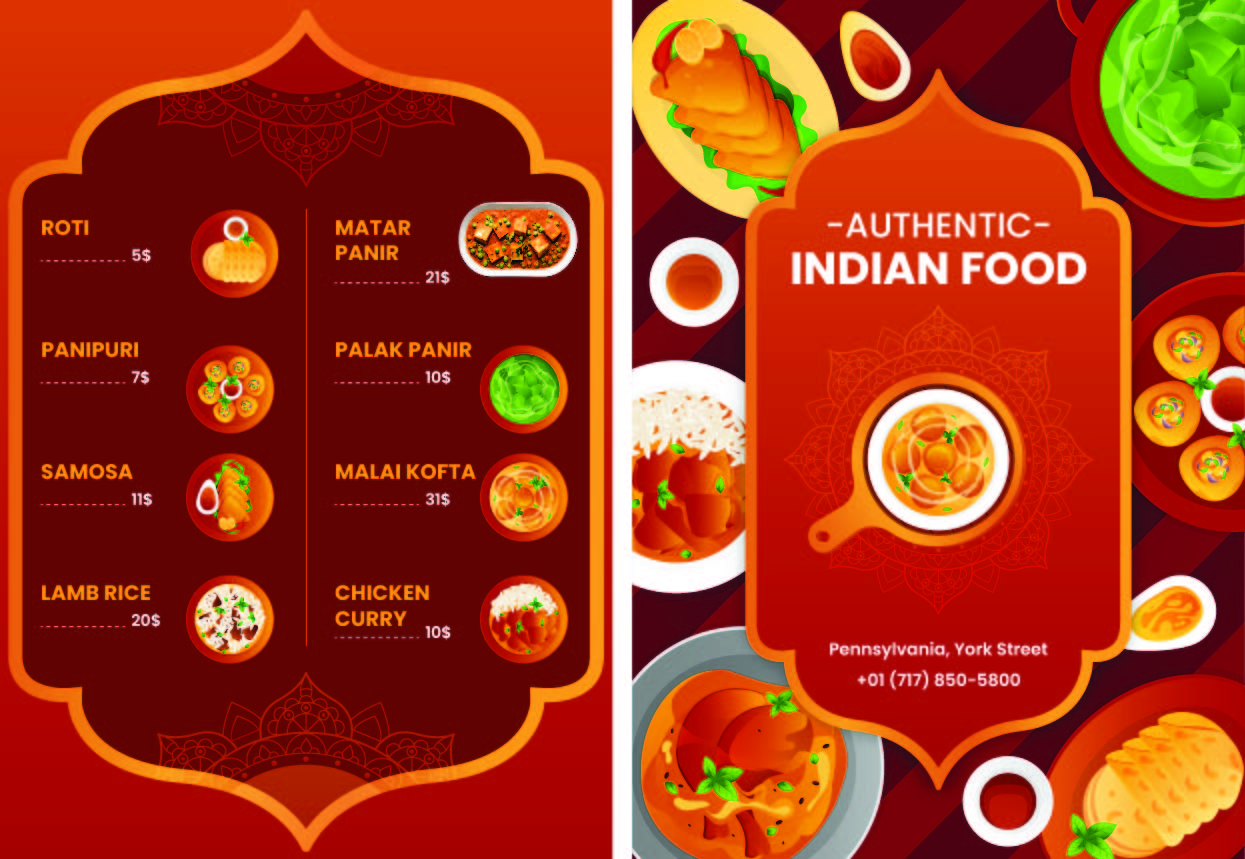 ROTI
5$
PANIPURI
7$
SAMOSA
11$
LAMB RICE
20$
MATAR
PANIR
21$
PALAK PANIR
10$
MALAI KOFTA
31$
CHICKEN
CURRY
10$
-AUTHENTIC-
INDIAN FOOD
Pennsylvania, York Street
+01 (717) 850-5800